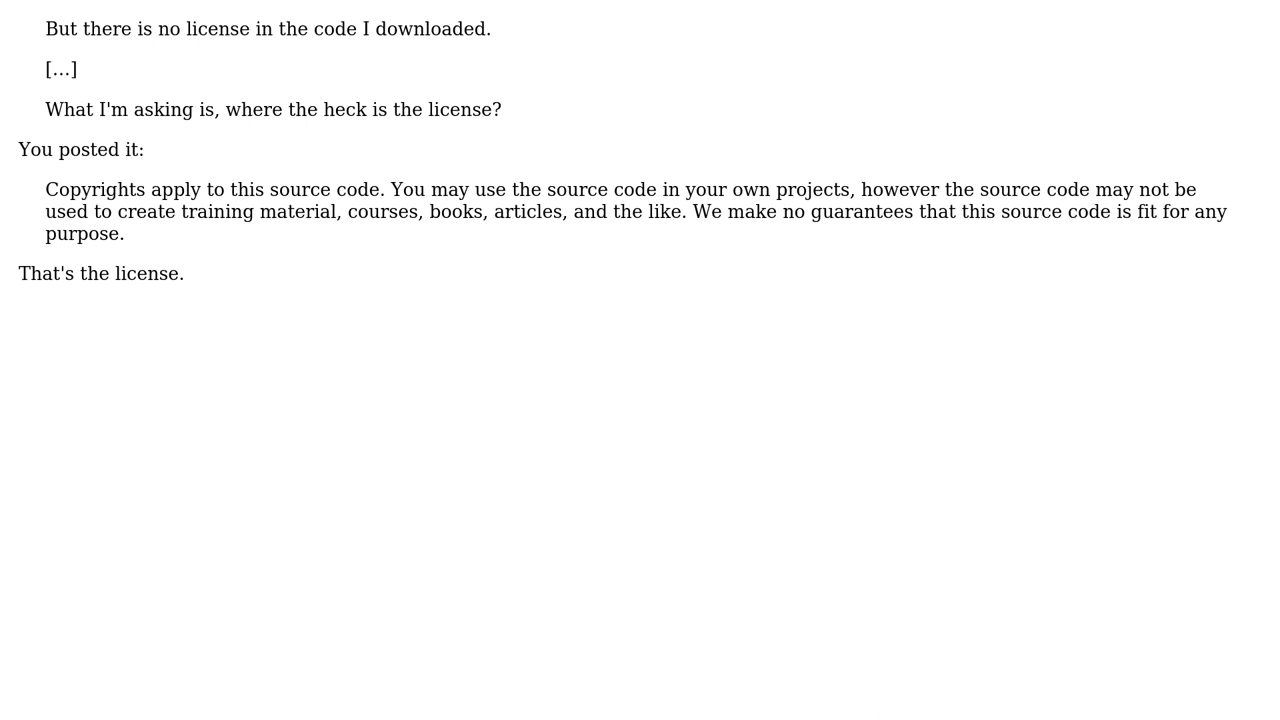 But there is no license in the code I downloaded.
[...]
What I'm asking is, where the heck is the license?
You posted it:
Copyrights apply to this source code. You may use the source code in your own projects, however the source code may not be
used to create training material, courses, books, articles, and the like. We make no guarantees that this source code is fit for any
purpose.
That's the license.